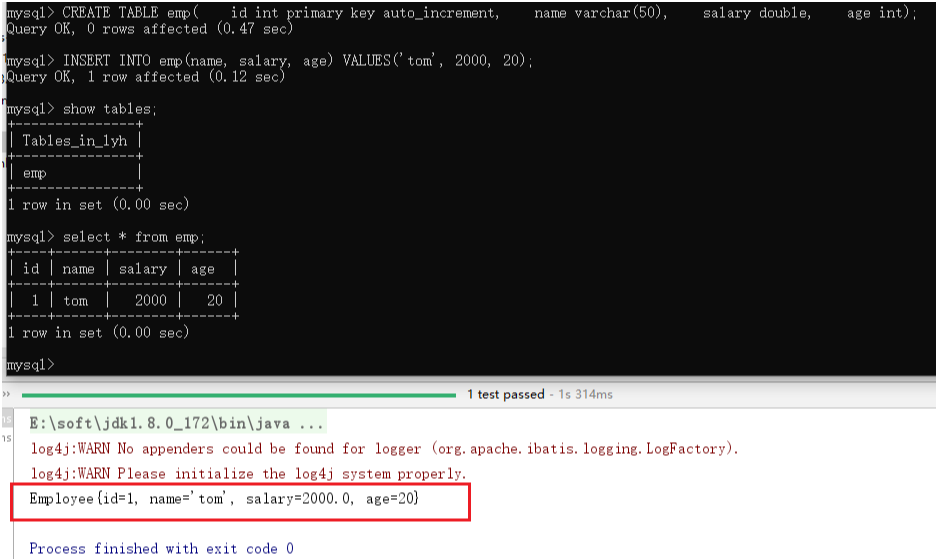 mysql> CREATE TABLE emp(    id int primary key auto_increment,    name varchar(50),    salary double,    age int);
Query OK, 0 rows affected (0.47 sec)
mysql> INSERT INTO emp(name, salary, age) VALUES('tom', 2000, 20);
Query OK, 1 row affected (0.12 sec)
mysql> show tables;
+---------------+
| Tables_in_lyh |
+---------------+
| emp           |
+---------------+
1 row in set (0.00 sec)
mysql> select * from emp;
+----+------+--------+------+
| id | name | salary | age  |
+----+------+--------+------+
|  1 | tom  |   2000 |   20 |
+----+------+--------+------+
1 row in set (0.00 sec)
mysql>
» 1 test passed - 1s 314ms
E:\soft\jdk1.8.0_172\bin\java ...
log4j:WARN No appenders could be found for logger (org.apache.ibatis.logging.LogFactory).
log4j:WARN Please initialize the log4j system properly.
Employee{id=1, name='tom', salary=2000.0, age=20}
Process finished with exit code 0